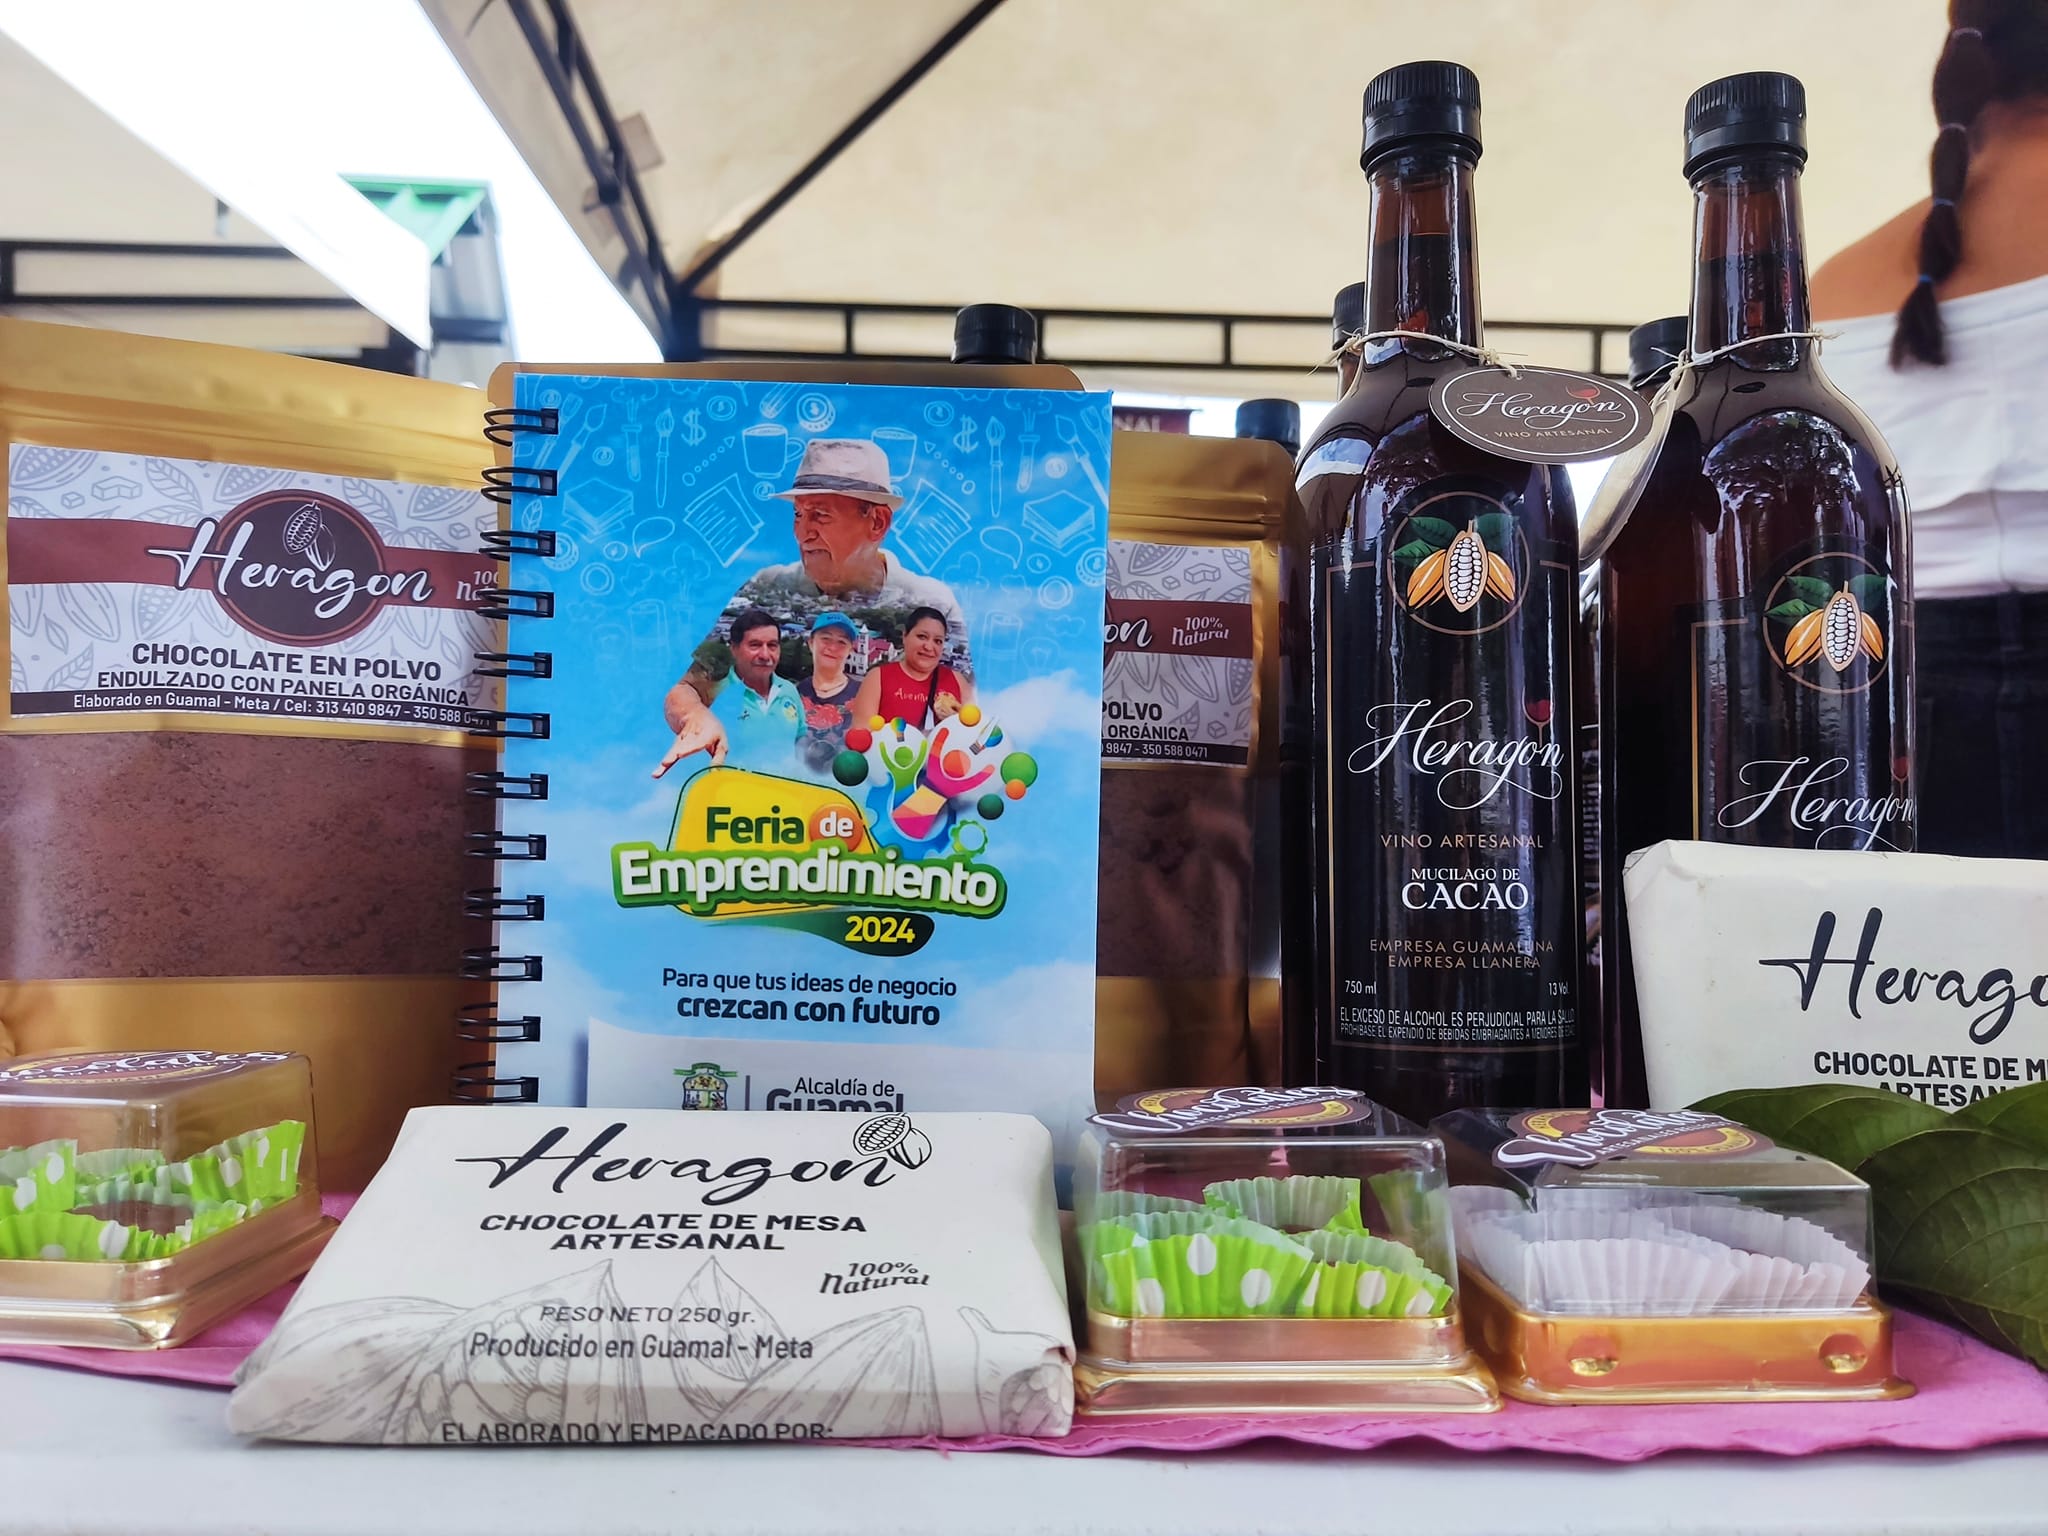 Heragon
100%
CHOCOLATE EN POLVO
ENDULZADO CON PANELA ORGÁNICA
Elaborado en Guamal - Meta / Cel: 313 410 9847 - 350 588 0471
Feria de
Emprendimiento
2024
Para que tus ideas de negocio
crezcan con futuro
Alcaldía de
Guamal
100%
Natural
POLVO
ORGÁNICA
9847 - 350 588 0471
Heragon
VINO ARTESANAL
Heragon
VINO ARTESANAL
MUCILAGO DE
CACAO
EMPRESA GUAMALUNA
EMPRESA LLANERA
750 ml 13 Vol.
EL EXCESO DE ALCOHOL ES PERJUDICIAL PARA LA SALUD
PROHIBASE EL EXPENDIO DE BEBIDAS EMBRIAGANTES A MENORES DE EDAD
Heragon
Herago
CHOCOLATE DE M
ARTESAN
Heragon
CHOCOLATE DE MESA
ARTESANAL
100%
Natural
PESO NETO 250 gr.
Producido en Guamal - Meta
ELABORADO Y EMPACADO POR: